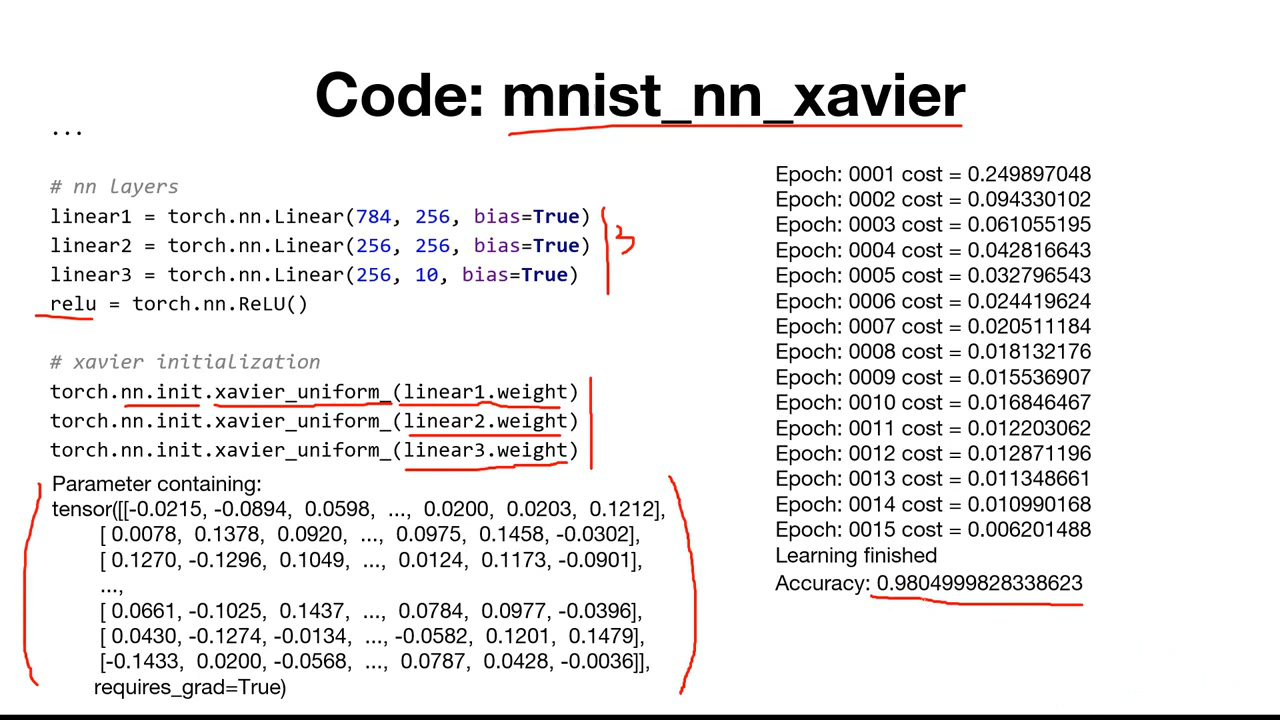 Code: mnist_nn_xavier
...
# nn layers
linear1 = torch.nn.Linear(784, 256, bias=True)
linear2 = torch.nn.Linear(256, 256, bias=True)
linear3 = torch.nn.Linear(256, 10, bias=True)
3
relu = torch.nn.ReLU()
# xavier initialization
torch.nn.init.xavier_uniform_(linear1.weight)
torch.nn.init.xavier_uniform_(linear2.weight)
torch.nn.init.xavier_uniform_(linear3.weight)
Parameter containing:
tensor([[-0.0215, -0.0894, 0.0598, ..., 0.0200, 0.0203, 0.1212],
[ 0.0078, 0.1378, 0.0920, ..., 0.0975, 0.1458, -0.0302],
[ 0.1270, -0.1296, 0.1049, ..., 0.0124, 0.1173, -0.0901],
...,
[ 0.0661, -0.1025, 0.1437, ..., 0.0784, 0.0977, -0.0396],
[ 0.0430, -0.1274, -0.0134, ..., -0.0582, 0.1201, 0.1479],
[-0.1433, 0.0200, -0.0568, ..., 0.0787, 0.0428, -0.0036]],
requires_grad=True)
Epoch: 0001 cost = 0.249897048
Epoch: 0002 cost = 0.094330102
Epoch: 0003 cost = 0.061055195
Epoch: 0004 cost = 0.042816643
Epoch: 0005 cost = 0.032796543
Epoch: 0006 cost = 0.024419624
Epoch: 0007 cost = 0.020511184
Epoch: 0008 cost = 0.018132176
Epoch: 0009 cost = 0.015536907
Epoch: 0010 cost = 0.016846467
Epoch: 0011 cost = 0.012203062
Epoch: 0012 cost = 0.012871196
Epoch: 0013 cost = 0.011348661
Epoch: 0014 cost = 0.010990168
Epoch: 0015 cost = 0.006201488
Learning finished
Accuracy: 0.9804999828338623